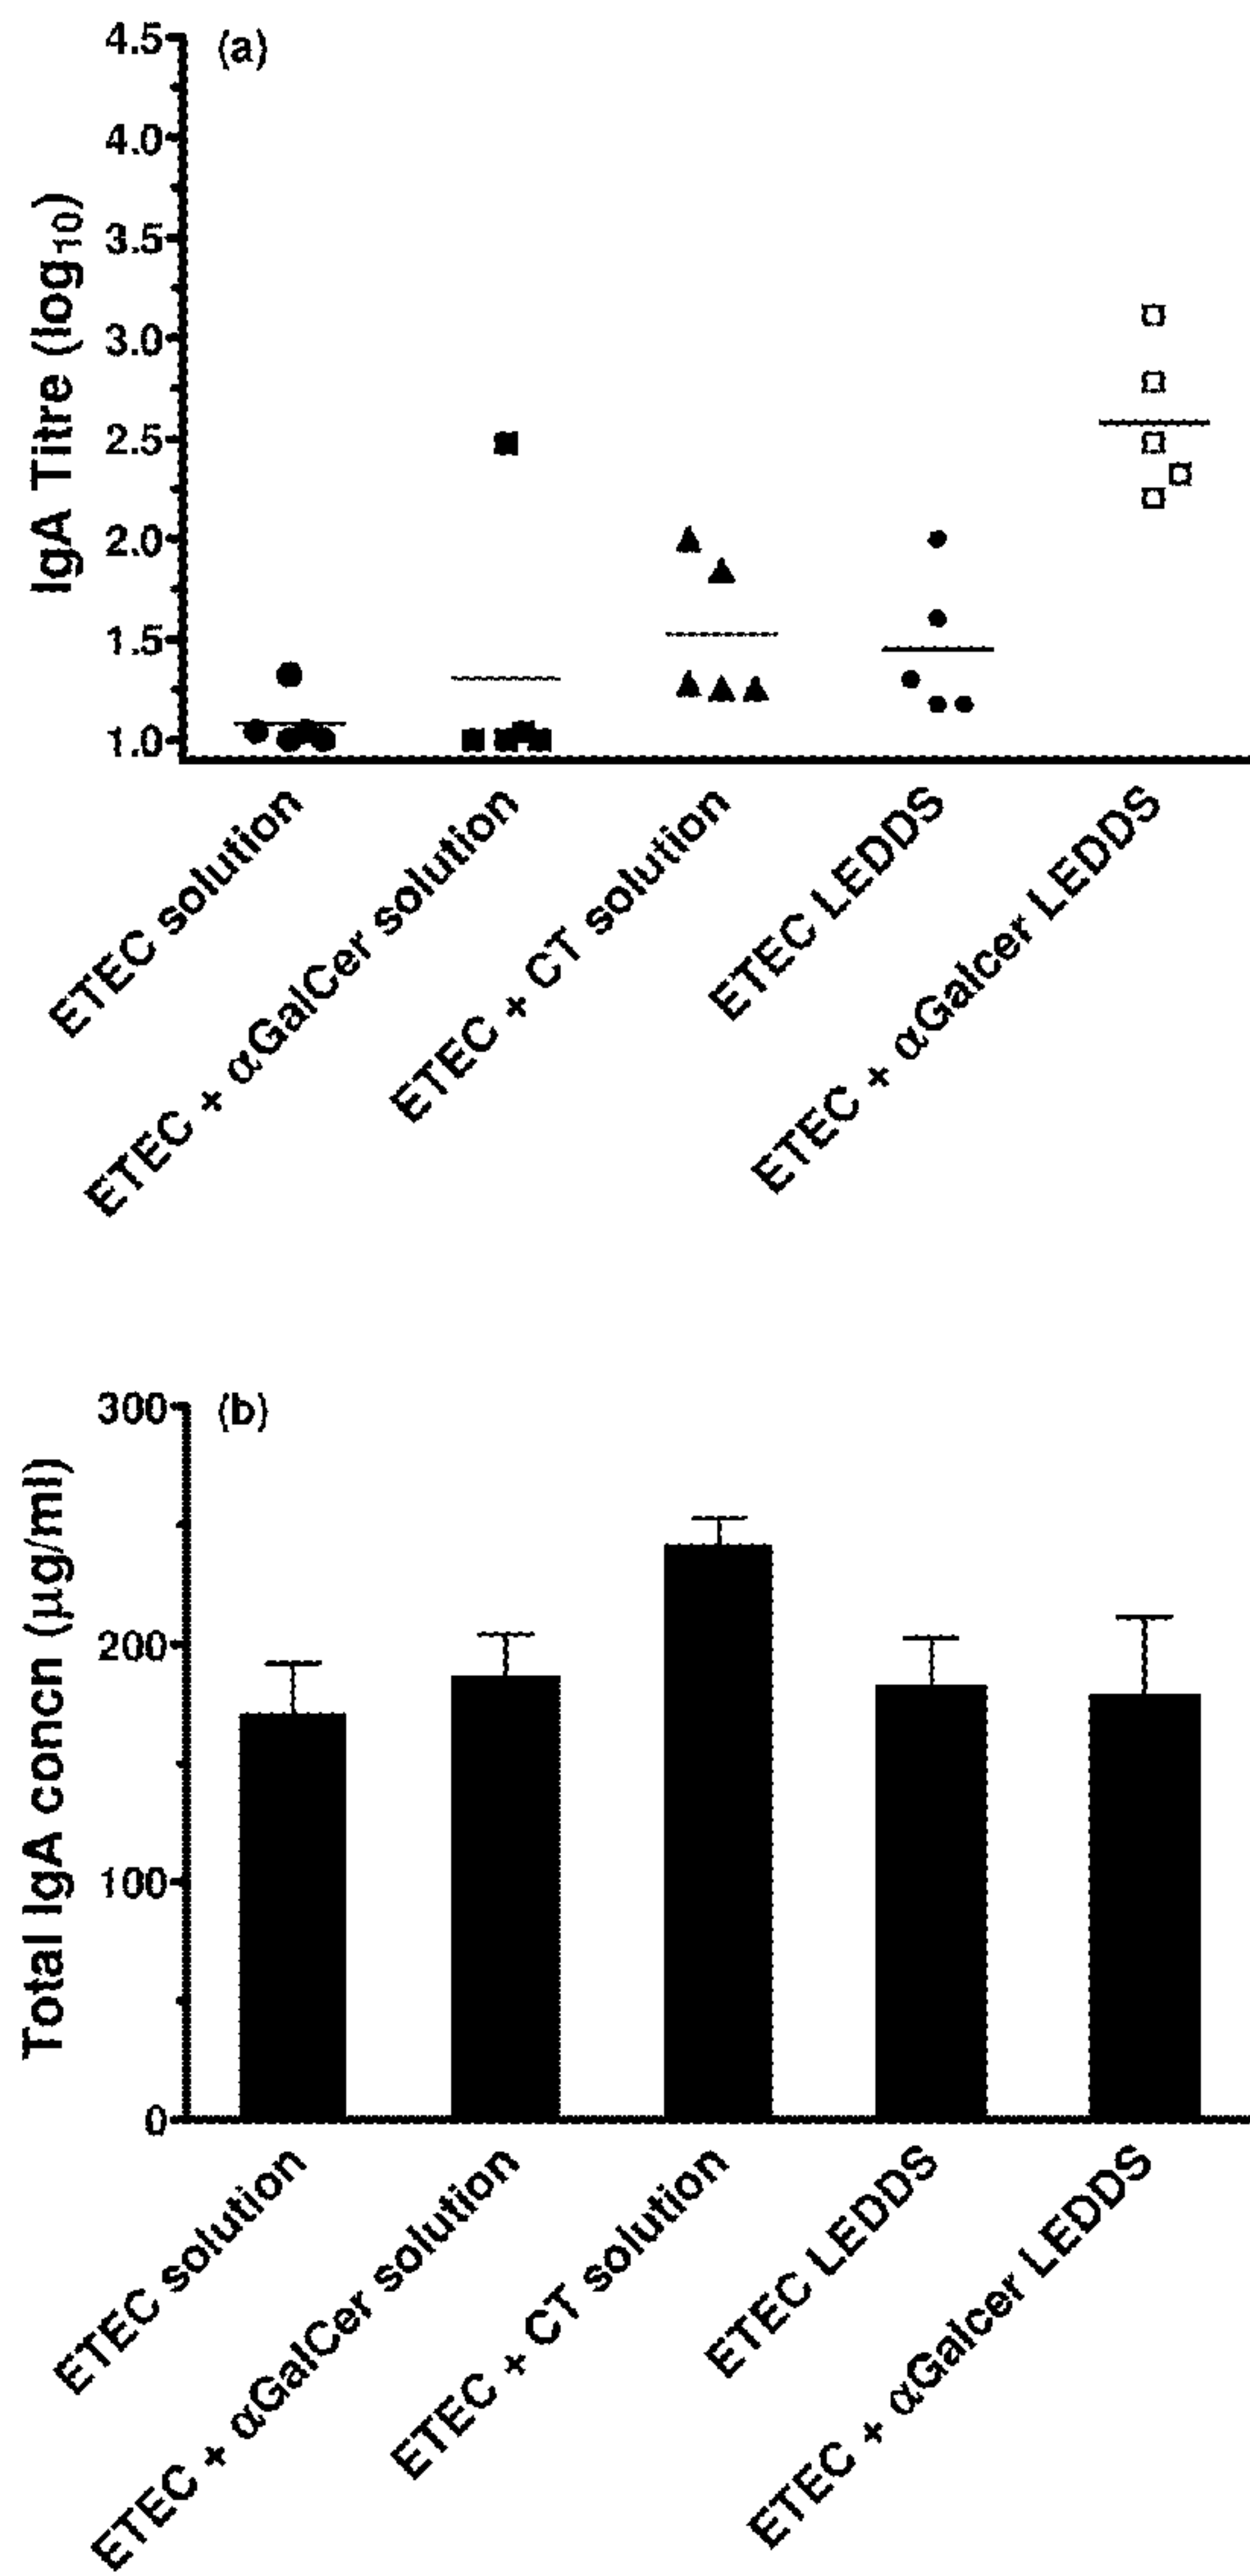 (a)
IgA Titre (log10)
4.5
4.0
3.5
3.0
2.5
2.0
1.5
1.0
ETEC solution
ETEC + αGalCer solution
ETEC + CT solution
ETEC LEDDS
ETEC + αGalcer LEDDS
(b)
Total IgA concn (µg/ml)
300
200
100
0
ETEC solution
ETEC + αGalCer solution
ETEC + CT solution
ETEC LEDDS
ETEC + αGalcer LEDDS